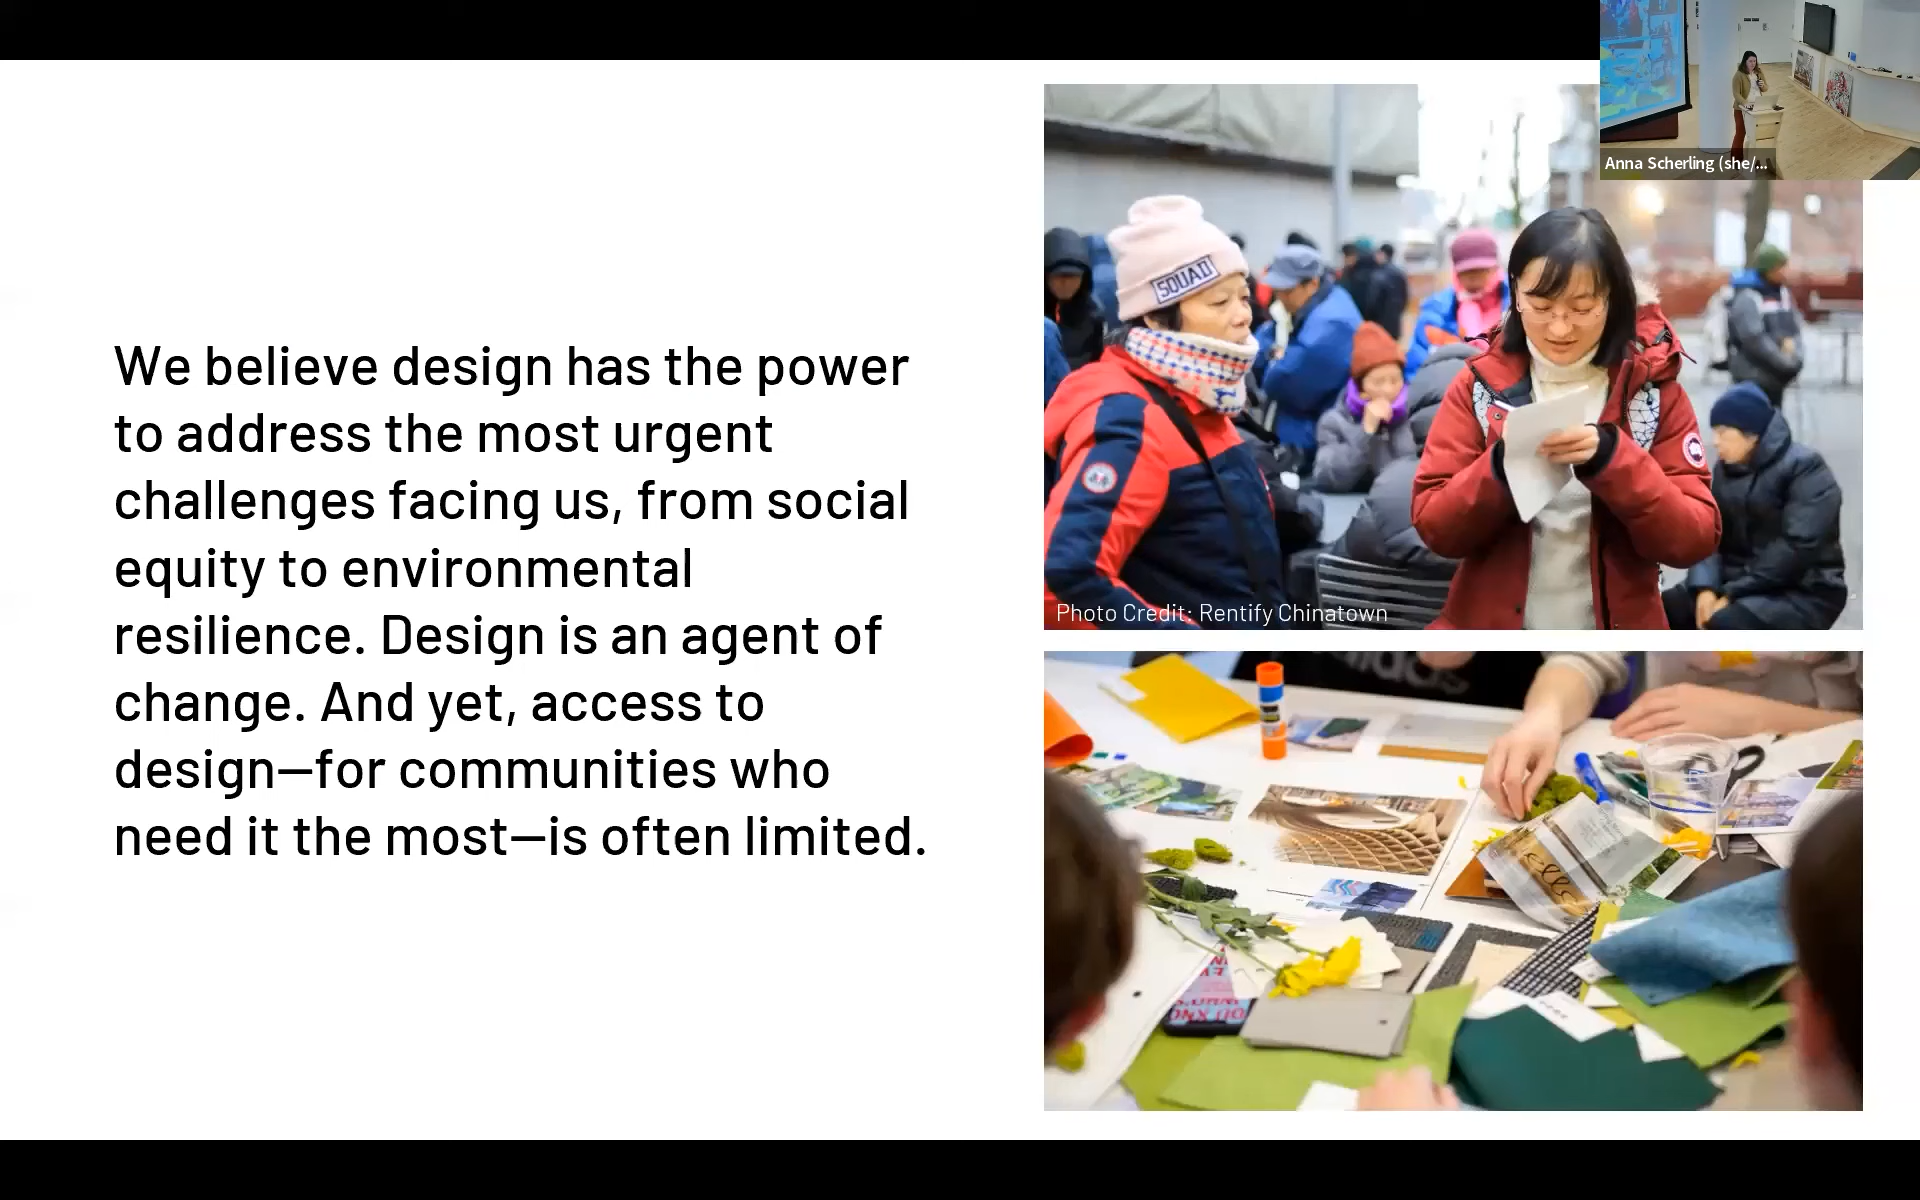 Anna Scherling (she/...
SQUAD
We believe design has the power
to address the most urgent
challenges facing us, from social
equity to environmental
resilience. Design is an agent of
change. And yet, access to
design—for communities who
need it the most—is often limited.
Photo Credit: Rentify Chinatown
adidas